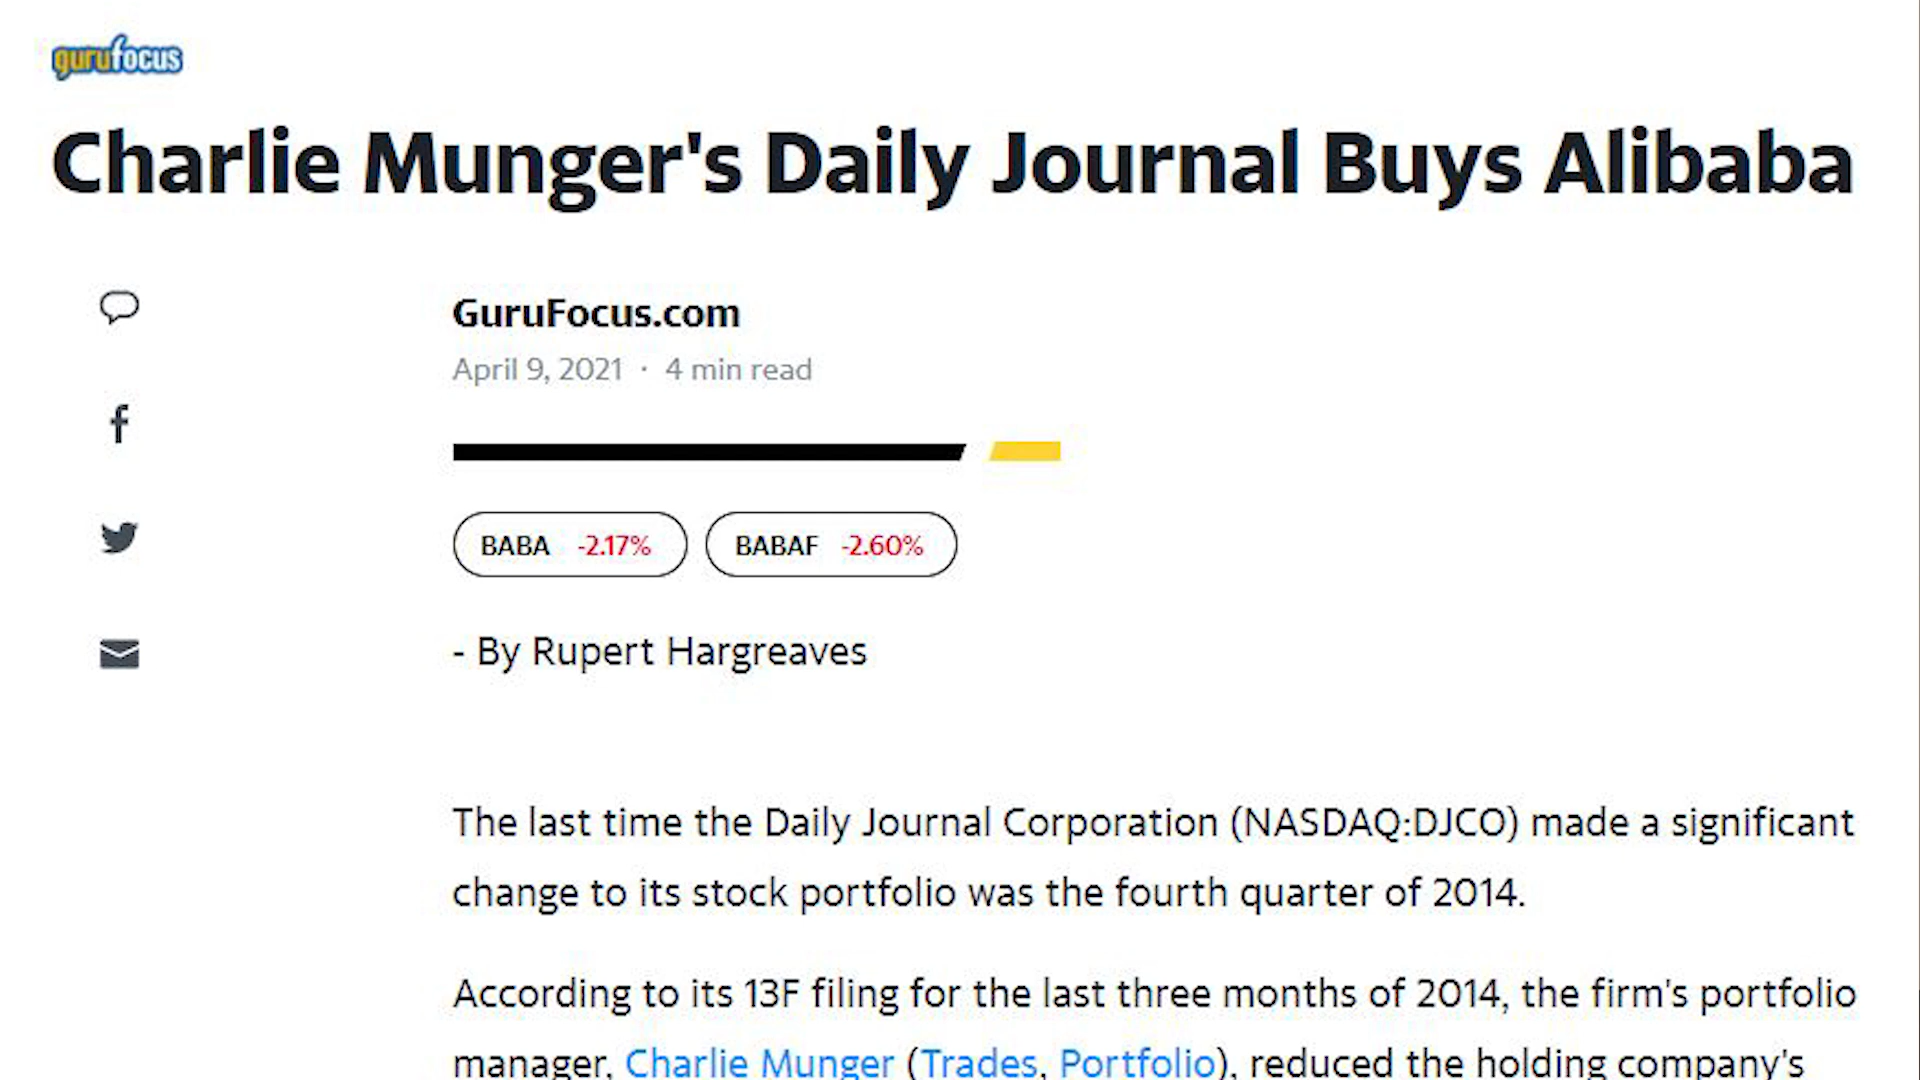 gurufocus
Charlie Munger's Daily Journal Buys Alibaba
GuruFocus.com
April 9, 2021 · 4 min read
BABA -2.17% BABAF -2.60%
- By Rupert Hargreaves
The last time the Daily Journal Corporation (NASDAQ:DJCO) made a significant
change to its stock portfolio was the fourth quarter of 2014.
According to its 13F filing for the last three months of 2014, the firm's portfolio
manager, Charlie Munger (Trades, Portfolio), reduced the holding company's